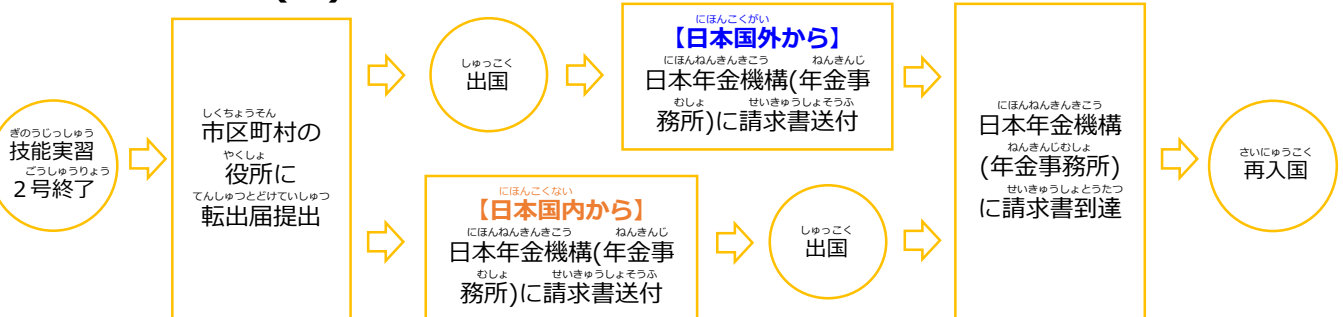 ぎのうじっしゅう
技能実習
ごうしゅうりょう
2号終了
しくちょうそん
市区町村の
やくしょ
役所に
てんしゅつとどけていしゅつ
転出届提出
しゅっこく
出国
にほんこくがい
【日本国外から】
にほんねんきんきこう ねんきんじ
日本年金機構(年金事
むしょ せいきゅうしょそうふ
務所)に請求書送付
にほんこくない
【日本国内から】
にほんねんきんきこう ねんきんじ
日本年金機構(年金事
むしょ せいきゅうしょそうふ
務所)に請求書送付
しゅっこく
出国
にほんねんきんきこう
日本年金機構
ねんきんじむしょ
(年金事務所)
せいきゅうしょとうたつ
に請求書到達
さいにゅうこく
再入国